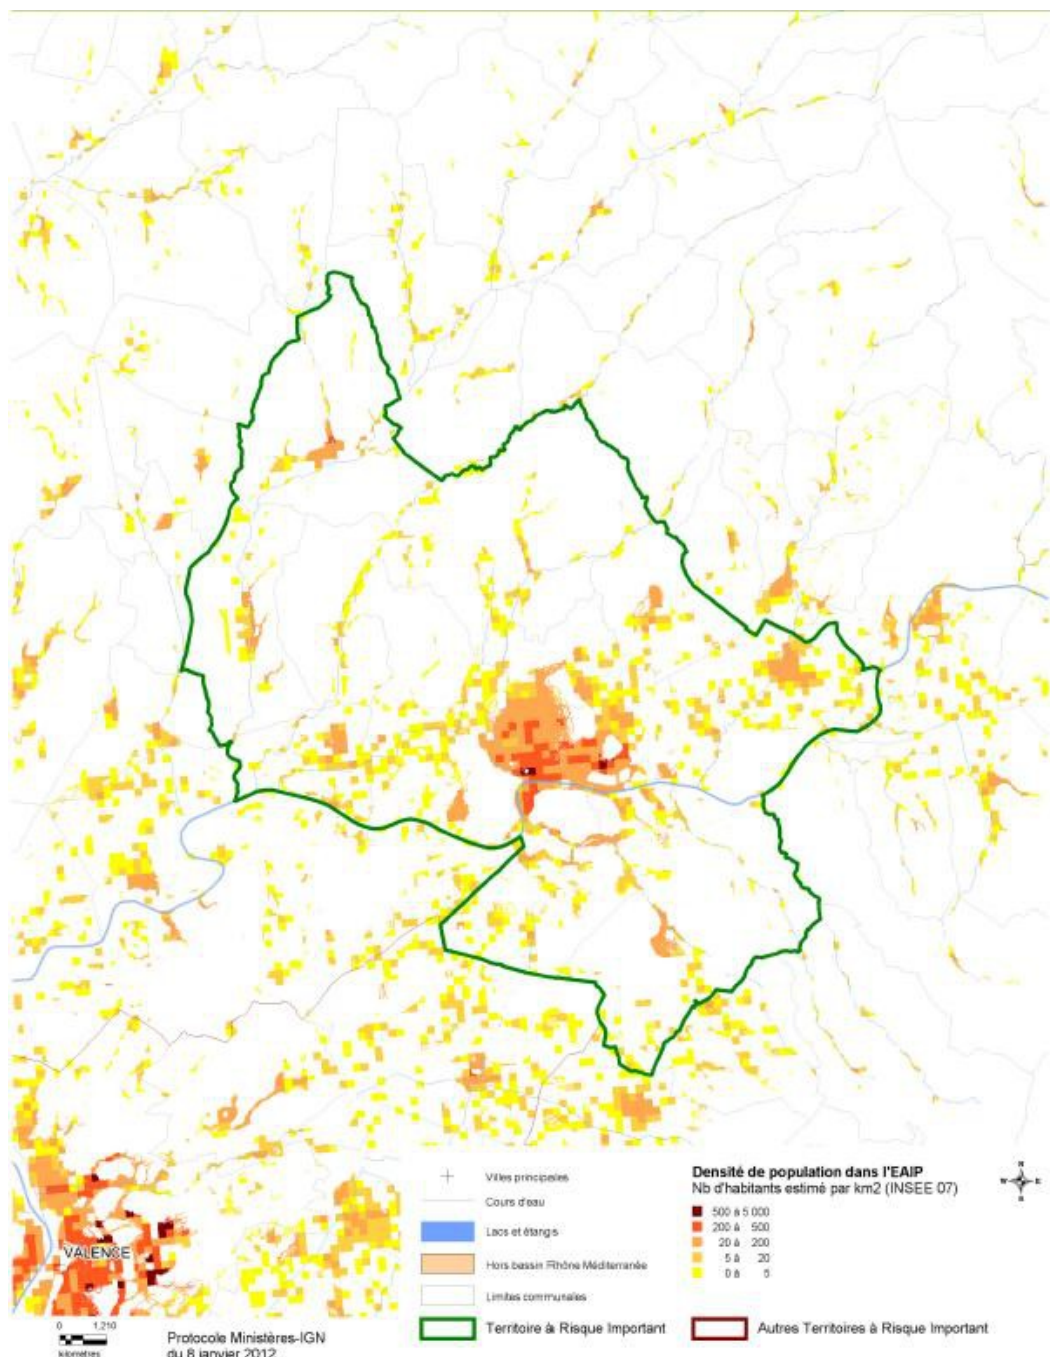 VALENCE
0 1,210
kilomètres
Protocole Ministères-IGN
du 8 janvier 2012
Villes principales
Cours d'eau
Lacs et étangs
Hors bassin Rhône Méditerranée
Limites communales
Territoire à Risque Important
Densité de population dans l'EAIP
Nb d'habitants estimé par km2 (INSEE 07)
500 à 5 000
200 à 500
20 à 200
5 à 20
0 à 5
Autres Territoires à Risque Important
N
W E
S